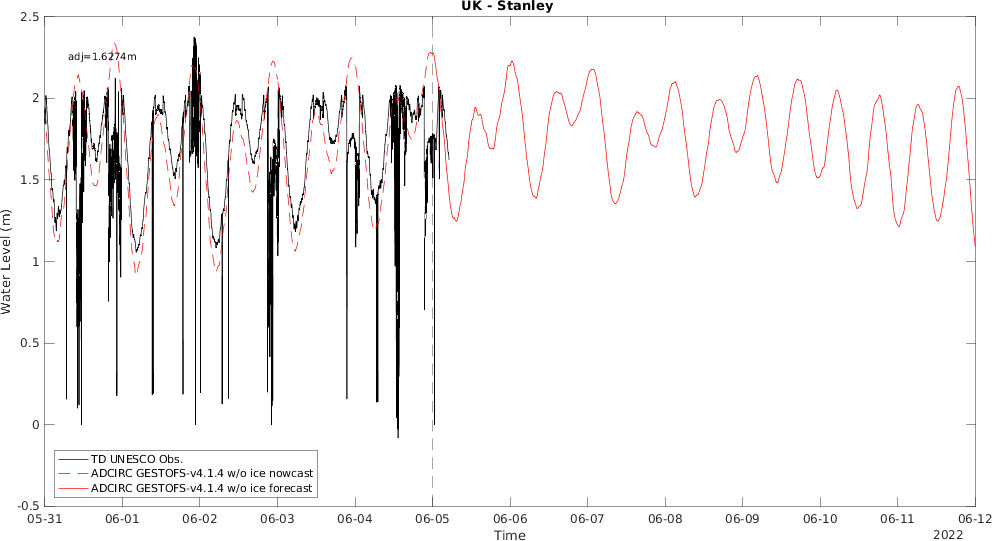 UK - Stanley
adj=1.6274m
2.5
2
1.5
1
0.5
0
-0.5
Water Level (m)
TD UNESCO Obs.
ADCIRC GESTOFS-v4.1.4 w/o ice nowcast
ADCIRC GESTOFS-v4.1.4 w/o ice forecast
05-31 06-01 06-02 06-03 06-04 06-05 06-06 06-07 06-08 06-09 06-10 06-11 06-12
Time
2022